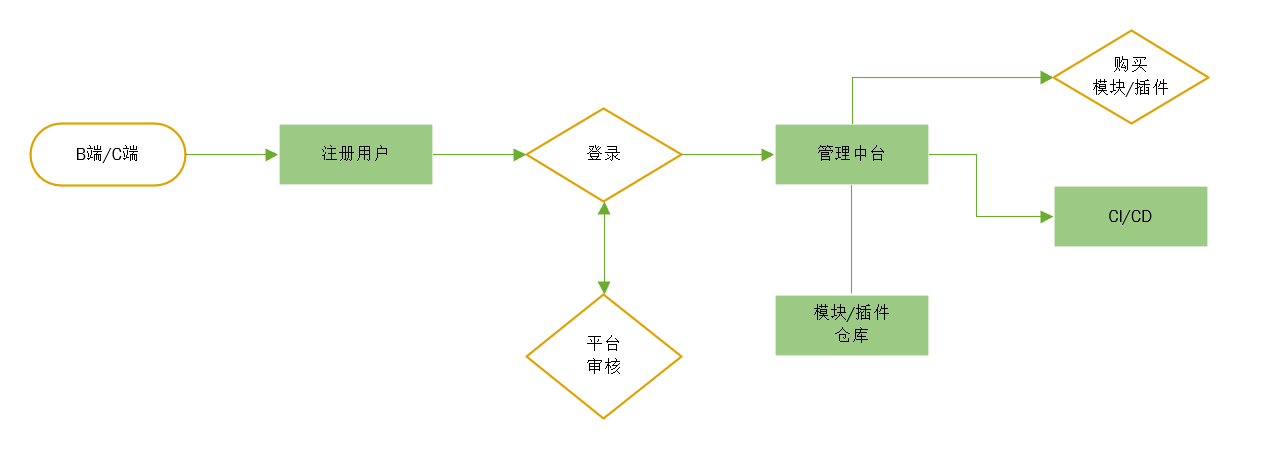 B端/C端
注册用户
登录
平台
审核
管理中台
模块/插件
仓库
购买
模块/插件
CI/CD